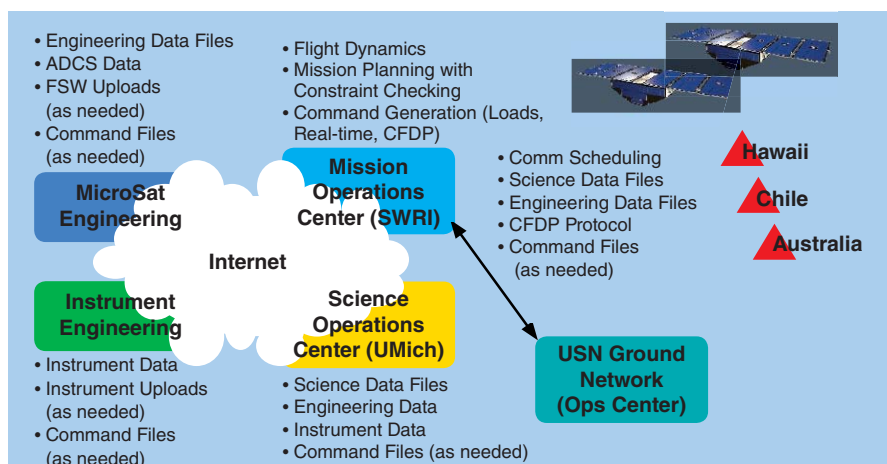 • Engineering Data Files
• ADCS Data
• FSW Uploads
(as needed)
• Command Files
(as needed)
MicroSat
Engineering
• Flight Dynamics
• Mission Planning with
Constraint Checking
• Command Generation (Loads,
Real-time, CFDP)
Mission
Operations
Center (SWRI)
Internet
Instrument
Engineering
• Instrument Data
• Instrument Uploads
(as needed)
• Command Files
(as needed)
Science
Operations
Center (UMich)
• Science Data Files
• Engineering Data
• Instrument Data
• Command Files (as needed)
• Comm Scheduling
• Science Data Files
• Engineering Data Files
• CFDP Protocol
• Command Files
(as needed)
USN Ground
Network
(Ops Center)
Hawaii
Chile
Australia